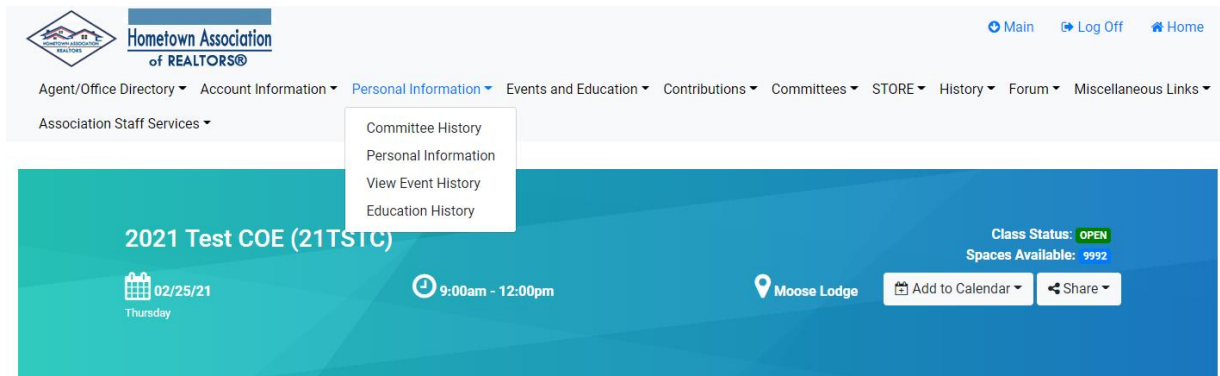 HOMETOWN ASSOCIATION
REALTORS
Hometown Association
of REALTORS®
Main Log Off Home
Agent/Office Directory Account Information Personal Information Events and Education Contributions Committees STORE History Forum Miscellaneous Links
Association Staff Services
Committee History
Personal Information
View Event History
Education History
2021 Test COE (21TSTC)
Class Status: OPEN
Spaces Available: 9992
02/25/21
Thursday
9:00am - 12:00pm
Moose Lodge
Add to Calendar
Share